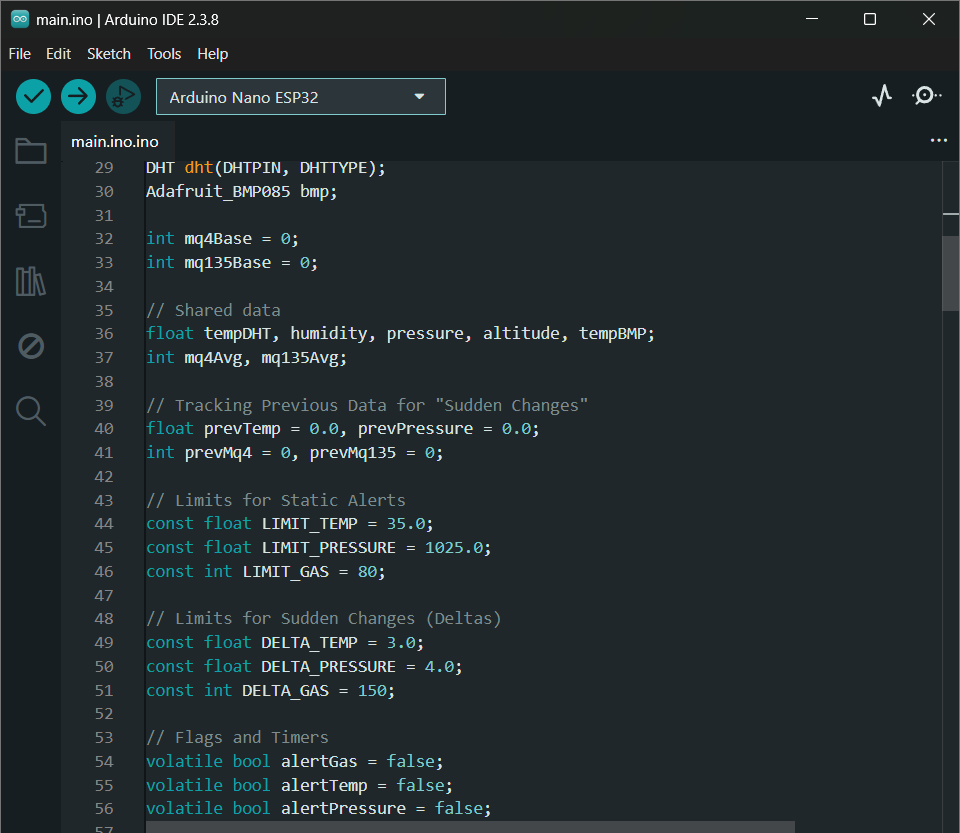 main.ino | Arduino IDE 2.3.8
File Edit Sketch Tools Help
Arduino Nano ESP32
main.ino.ino
29 DHT dht(DHTPIN, DHTTYPE);
30 Adafruit_BMP085 bmp;
31
32 int mq4Base = 0;
33 int mq135Base = 0;
34
35 // Shared data
36 float tempDHT, humidity, pressure, altitude, tempBMP;
37 int mq4Avg, mq135Avg;
38
39 // Tracking Previous Data for "Sudden Changes"
40 float prevTemp = 0.0, prevPressure = 0.0;
41 int prevMq4 = 0, prevMq135 = 0;
42
43 // Limits for Static Alerts
44 const float LIMIT_TEMP = 35.0;
45 const float LIMIT_PRESSURE = 1025.0;
46 const int LIMIT_GAS = 80;
47
48 // Limits for Sudden Changes (Deltas)
49 const float DELTA_TEMP = 3.0;
50 const float DELTA_PRESSURE = 4.0;
51 const int DELTA_GAS = 150;
52
53 // Flags and Timers
54 volatile bool alertGas = false;
55 volatile bool alertTemp = false;
56 volatile bool alertPressure = false;
57